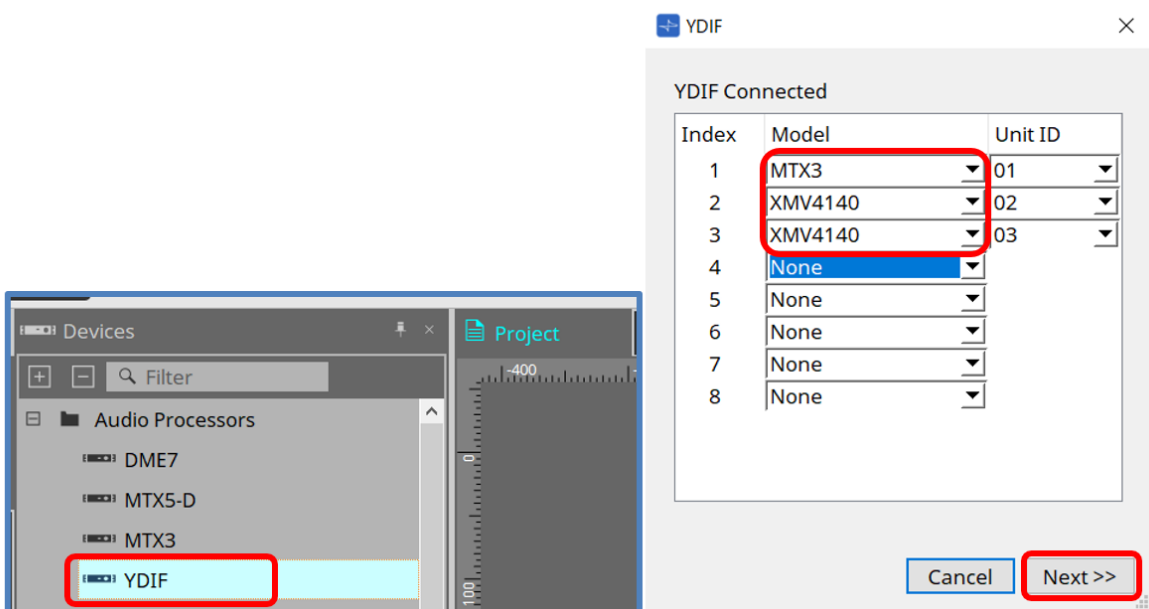 Devices
Filter
Audio Processors
DME7
MTX5-D
MTX3
YDIF
Project
-400
0
100
YDIF
YDIF Connected
Index Model Unit ID
1 MTX3 01
2 XMV4140 02
3 XMV4140 03
4 None
5 None
6 None
7 None
8 None
Cancel Next >>